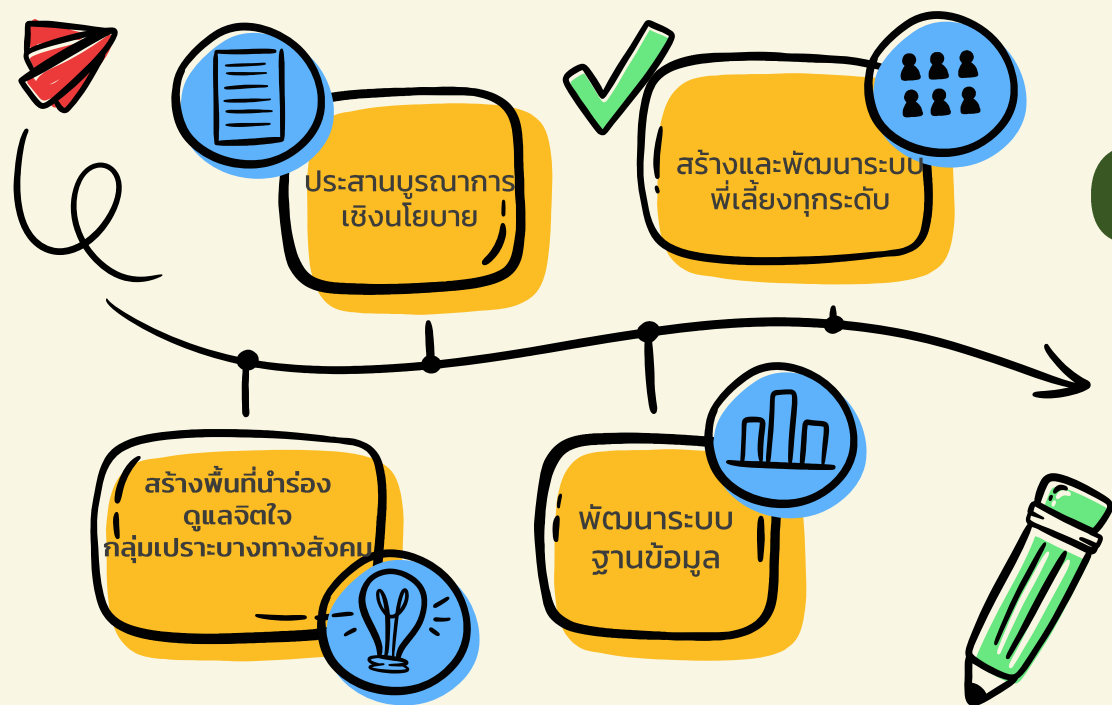 ประสานบูรณาการ
เชิงนโยบาย
สร้างและพัฒนาระบบ
พี่เลี้ยงทุกระดับ
สร้างพื้นที่นำร่อง
ดูแลจิตใจ
กลุ่มเปราะบางทางสังคม
พัฒนาระบบ
ฐานข้อมูล